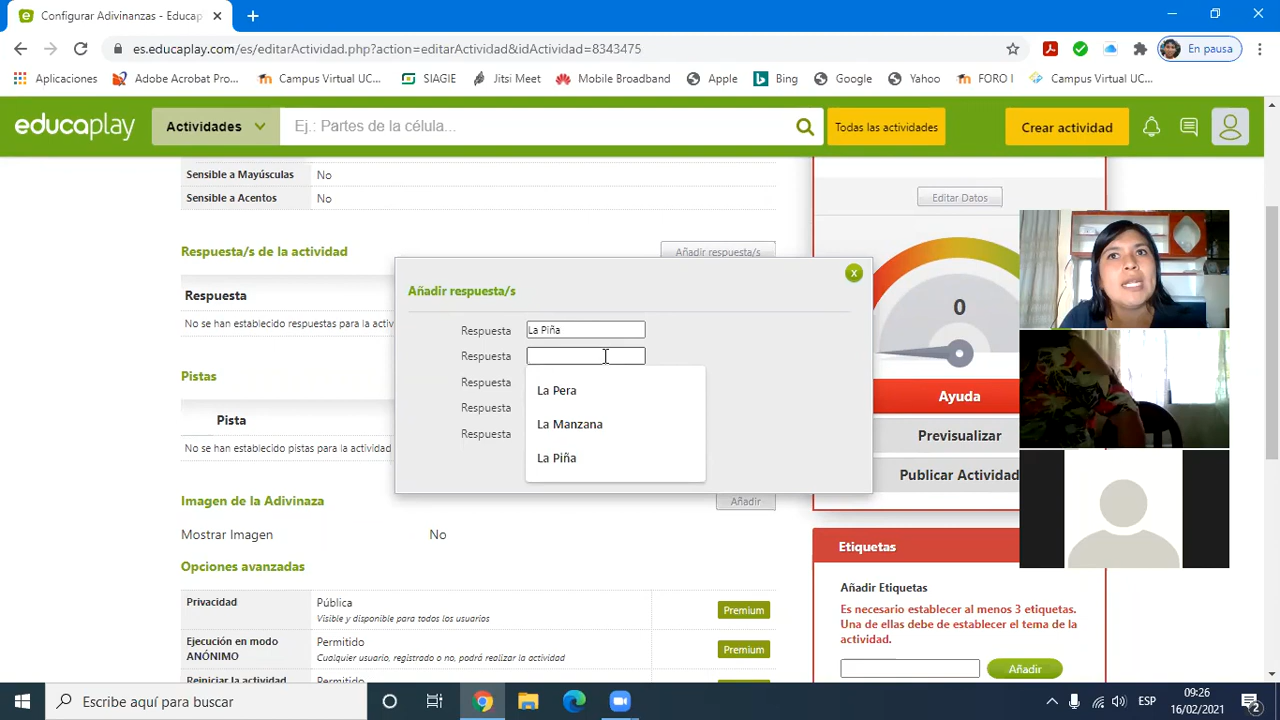 Configurar Adivinanzas - Educap
es.educaplay.com/es/editarActividad.php?action=editarActividad&idActividad=8343475
En pausa
Aplicaciones
Adobe Acrobat Pro...
Campus Virtual UC...
SIAGIE
Jitsi Meet
Mobile Broadband
Apple
Bing
Google
Yahoo
FORO I
Campus Virtual UC...
educaplay
Actividades
Ej.: Partes de la célula...
Todas las actividades
Crear actividad
Sensible a Mayúsculas No
Sensible a Acentos No
Editar Datos
Respuesta/s de la actividad
Añadir respuesta/s
Respuesta
No se han establecido respuestas para la activ
Pistas
Pista
No se han establecido pistas para la actividad
Imagen de la Adivinaza
Añadir
Mostrar Imagen No
Opciones avanzadas
Privacidad
Pública
Visible y disponible para todos los usuarios
Premium
Ejecución en modo ANÓNIMO
Permitido
Cualquier usuario, registrado o no, podrá realizar la actividad
Premium
Reiniciar la actividad
Permitido
Añadir respuesta/s
x
Respuesta La Piña
Respuesta
Respuesta
Respuesta
Respuesta
La Pera
La Manzana
La Piña
0
Ayuda
Previsualizar
Publicar Actividad
Etiquetas
Añadir Etiquetas
Es necesario establecer al menos 3 etiquetas.
Una de ellas debe de establecer el tema de la
actividad.
Añadir
Escribe aquí para buscar
ESP
09:26
16/02/2021
2